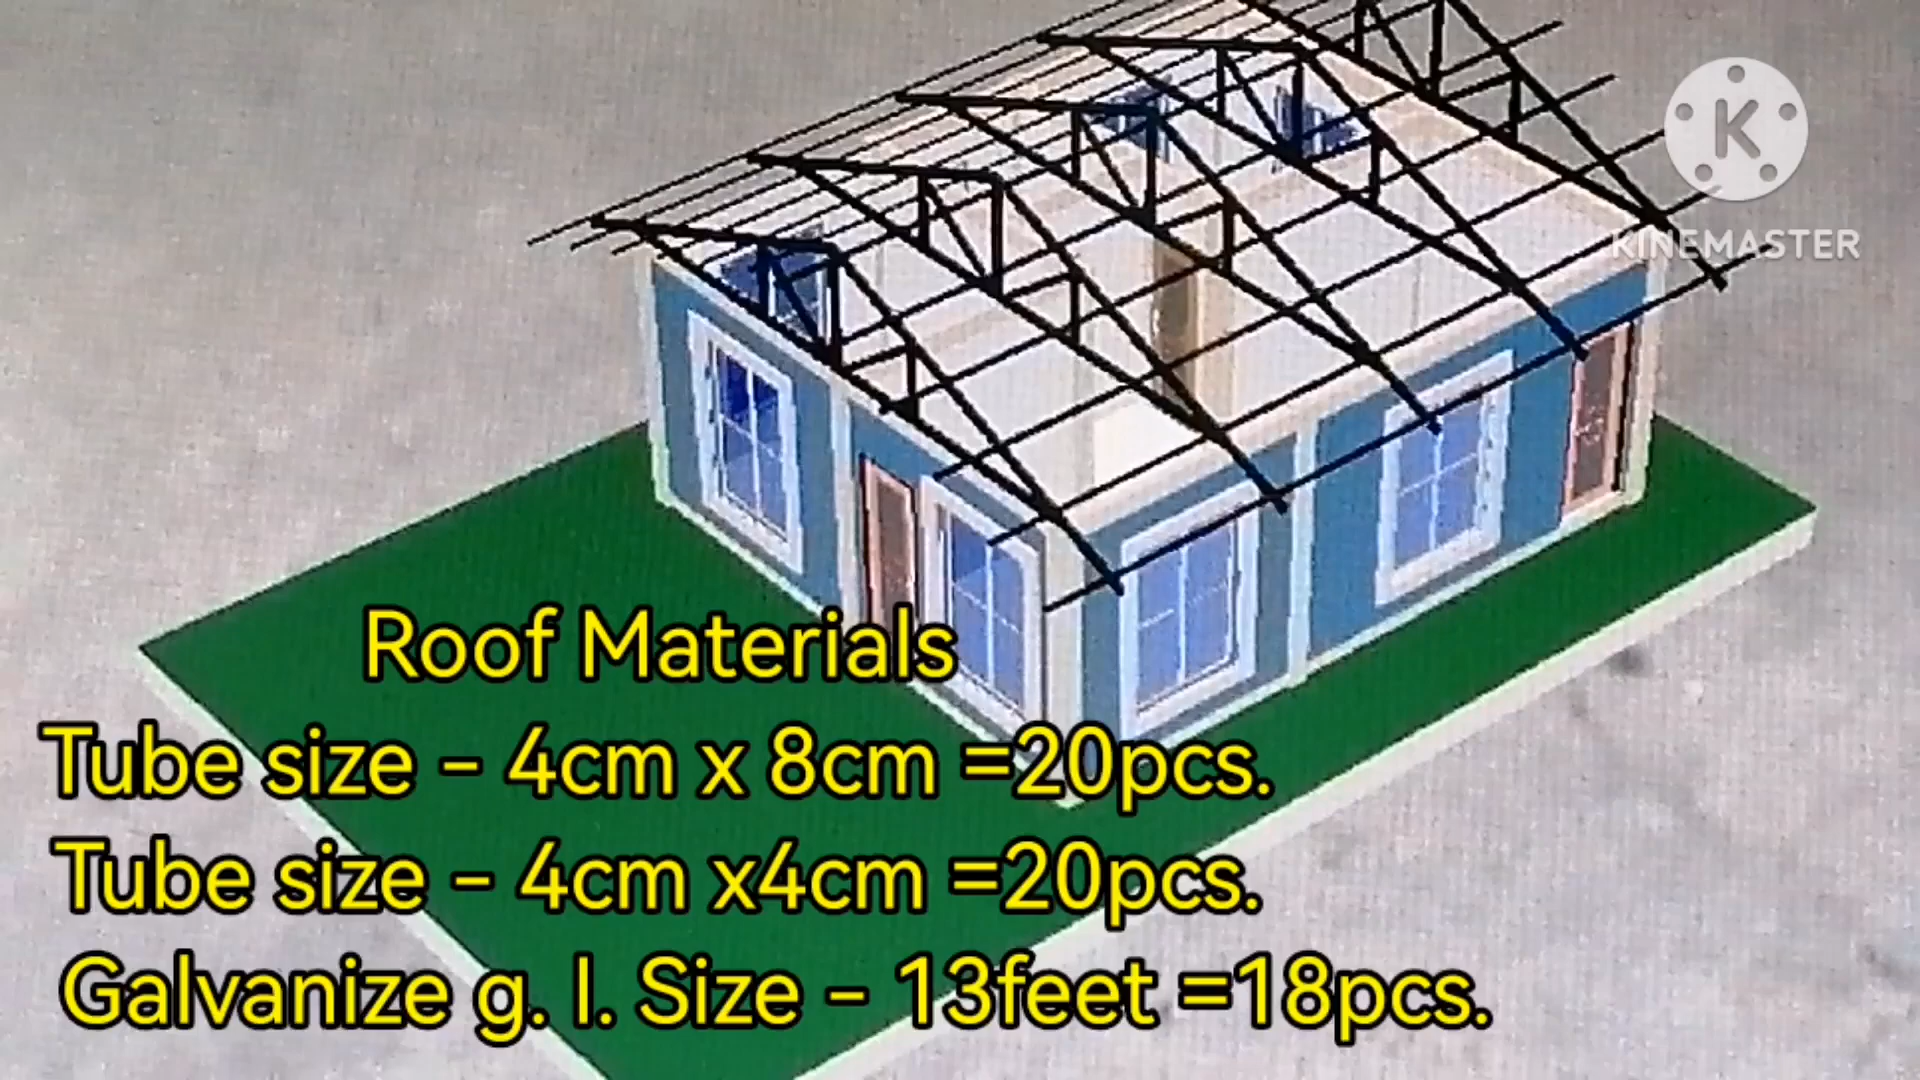 K
KINEMASTER
Roof Materials
Tube size - 4cm x 8cm =20pcs.
Tube size - 4cm x4cm =20pcs.
Galvanize g. I. Size - 13feet =18pcs.